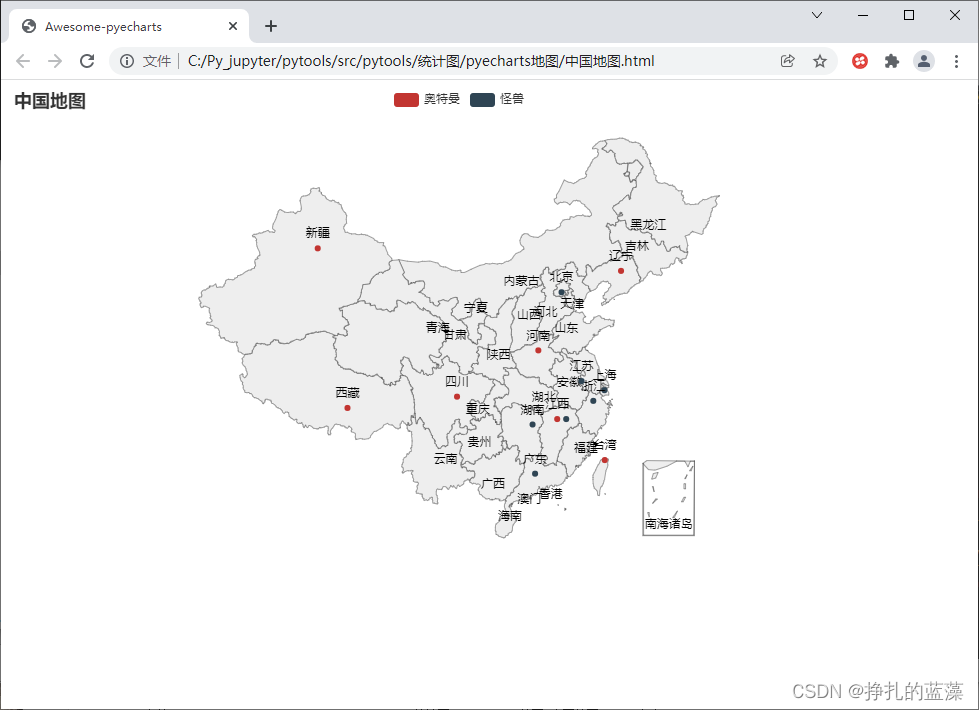 Awesome-pyecharts
文件 C:/Py_jupyter/pytools/src/pytools/统计图/pyecharts地图/中国地图.html
中国地图
奥特曼 怪兽
黑龙江
新疆
吉林
辽宁
北京
内蒙古
天津
宁夏
山西
河北
青海
山东
甘肃
河南
陕西
江苏
上海
四川
安徽
浙江
西藏
湖北
江西
重庆
湖南
贵州
台湾
福建
云南
广东
广西
香港
澳门
海南
南海诸岛
CSDN @挣扎的蓝藻